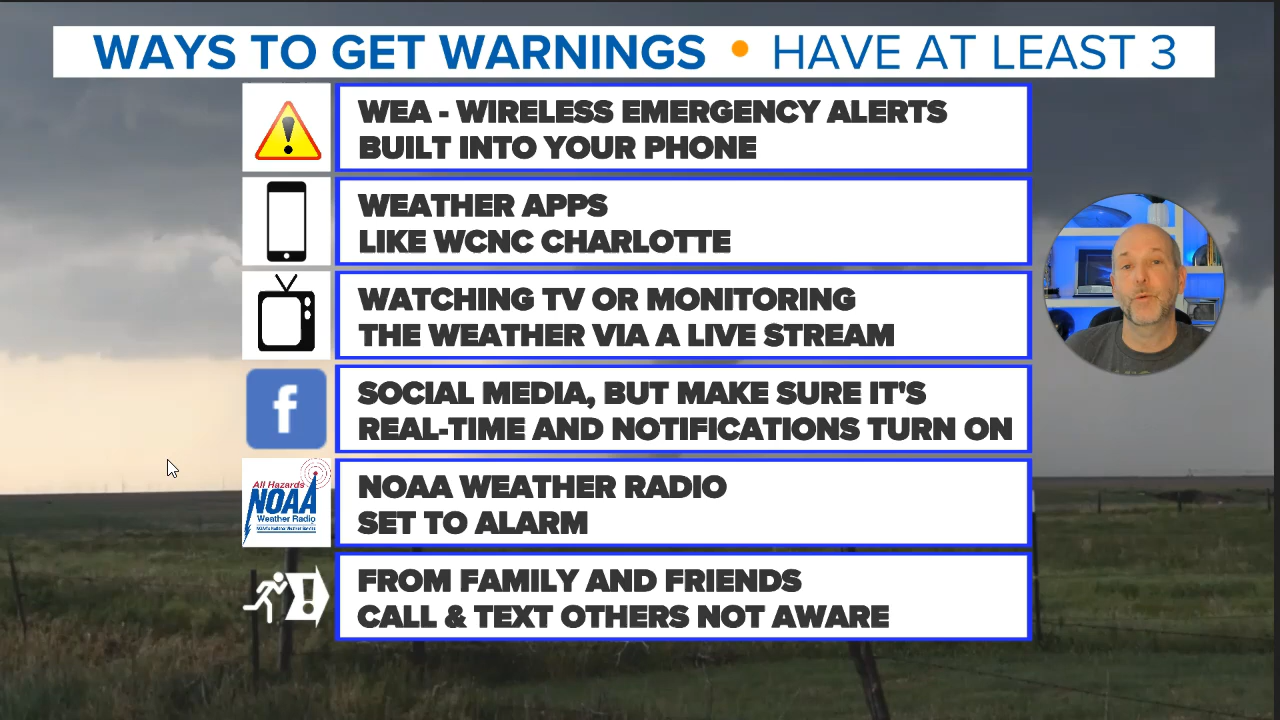 WAYS TO GET WARNINGS • HAVE AT LEAST 3
WEA - WIRELESS EMERGENCY ALERTS
BUILT INTO YOUR PHONE
WEATHER APPS
LIKE WCNC CHARLOTTE
WATCHING TV OR MONITORING
THE WEATHER VIA A LIVE STREAM
SOCIAL MEDIA, BUT MAKE SURE IT'S
REAL-TIME AND NOTIFICATIONS TURN ON
All Hazards
NOAA
Weather Radio
NOAA WEATHER RADIO
SET TO ALARM
FROM FAMILY AND FRIENDS
CALL & TEXT OTHERS NOT AWARE